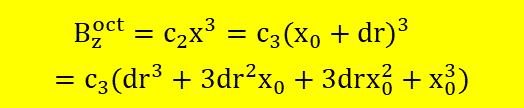 B_z^oct = c₂x³ = c₃(x₀ + dr)³
= c₃(dr³ + 3dr²x₀ + 3drx₀² + x₀³)